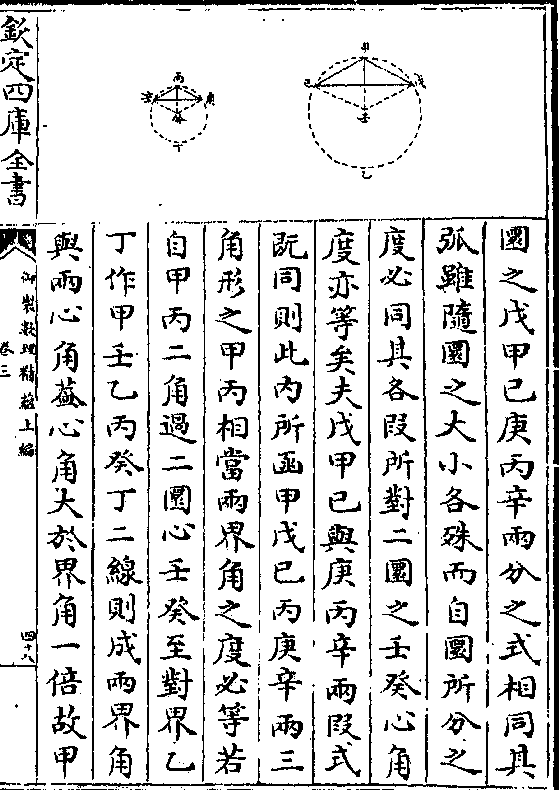 圜之戊甲己庚丙辛兩分之式相同其
弧雖隨圜之大小各殊而自圜所分之
度必同其各段所對二圜之壬癸心角
度亦等矣夫戊甲己與庚丙辛兩段式
既同則此內所函甲戊己丙庚辛兩三
角形之甲丙相當兩界角之度必等若
自甲丙二角過二圜心壬癸至對界乙
丁作甲壬乙丙癸丁二線則成兩界角
與兩心角葢心角大於界角一倍故甲
欽定四庫全書
御製數理精蘊上編
卷三
四十八
甲
戊
己
壬
乙
丙
庚
辛
癸
丁